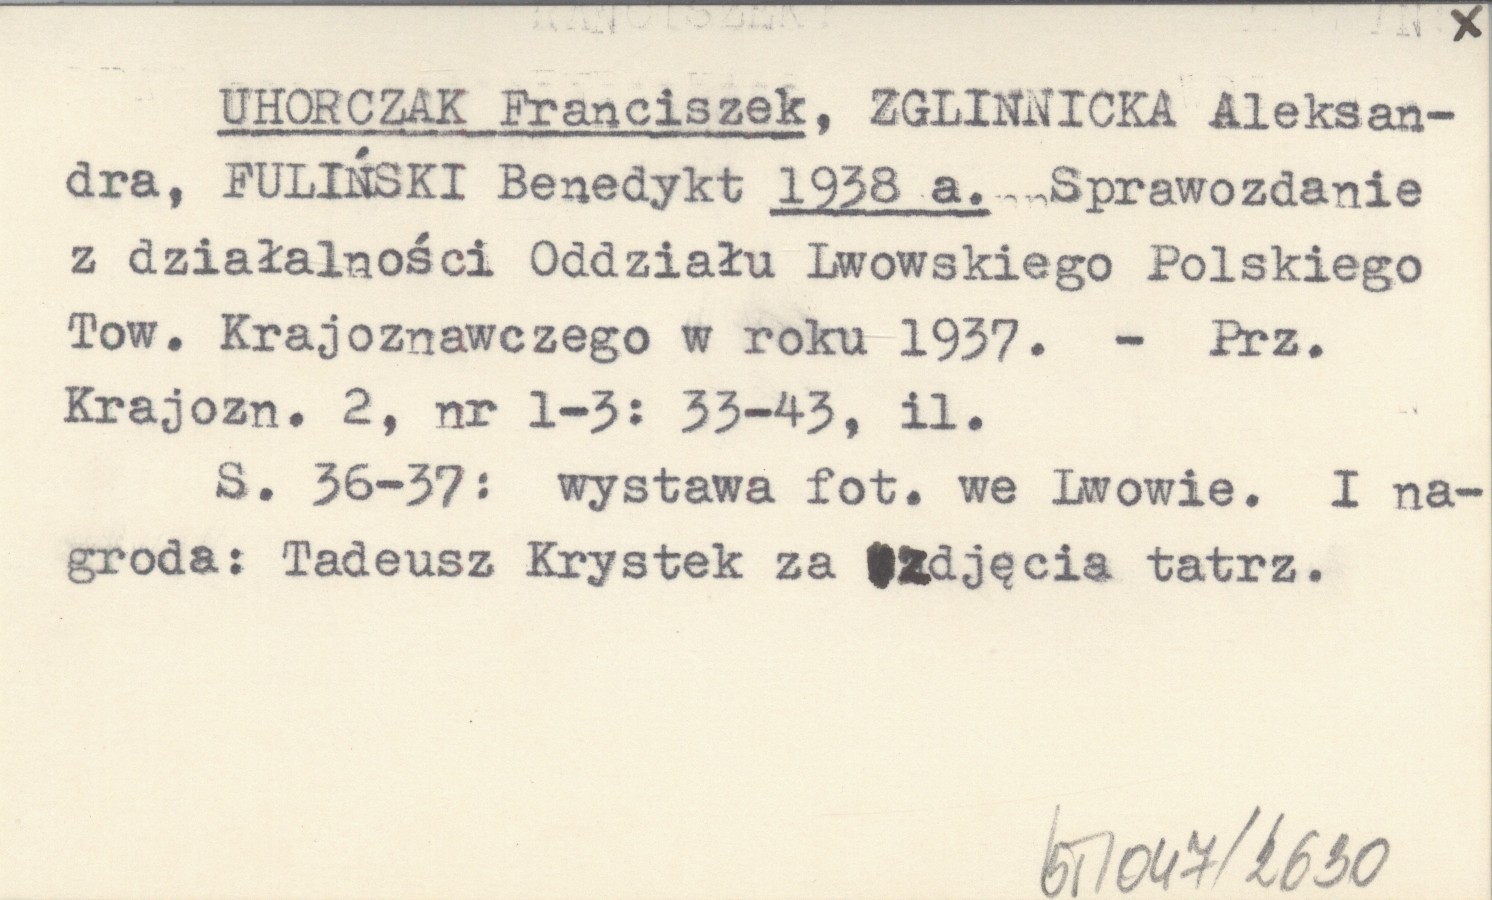 x
UHORCZAK Franciszek, ZGLINNICKA Aleksan-
dra, FULIŃSKI Benedykt 1938 a. Sprawozdanie
z działalności Oddziału Lwowskiego Polskiego
Tow. Krajoznawczego w roku 1937. - Prz.
Krajozn. 2, nr 1-3: 33-43, il.
S. 36-37: wystawa fot. we Lwowie. I na-
groda: Tadeusz Krystek za zdjęcia tatrz.
047/2630